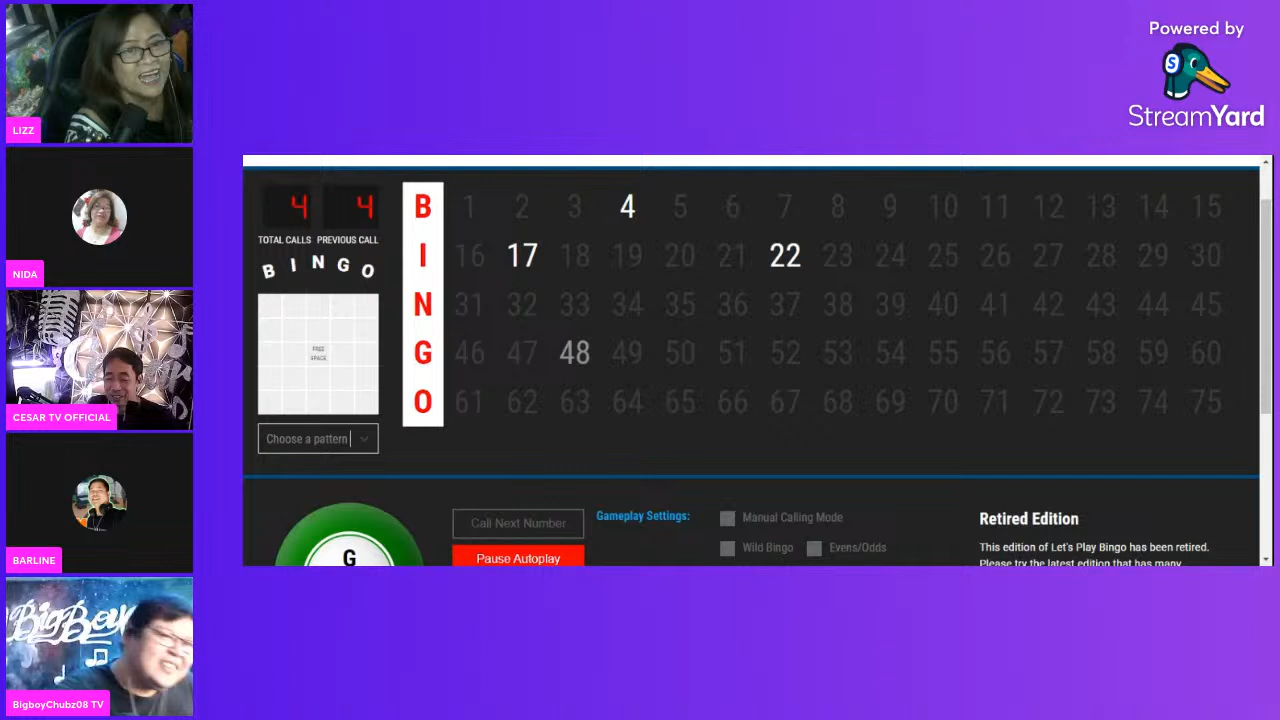 Powered by
StreamYard
LIZZ
NIDA
CESAR TV OFFICIAL
BARLINE
BigBoy
BigboyChubz08 TV
4 4
TOTAL CALLS PREVIOUS CALL
B I N G O
FREE
SPACE
Choose a pattern
B 1 2 3 4 5 6 7 8 9 10 11 12 13 14 15
I 16 17 18 19 20 21 22 23 24 25 26 27 28 29 30
N 31 32 33 34 35 36 37 38 39 40 41 42 43 44 45
G 46 47 48 49 50 51 52 53 54 55 56 57 58 59 60
O 61 62 63 64 65 66 67 68 69 70 71 72 73 74 75
G
Call Next Number
Pause Autoplay
Gameplay Settings:
Manual Calling Mode
Wild Bingo Evens/Odds
Retired Edition
This edition of Let's Play Bingo has been retired.
Please try the latest edition that has many